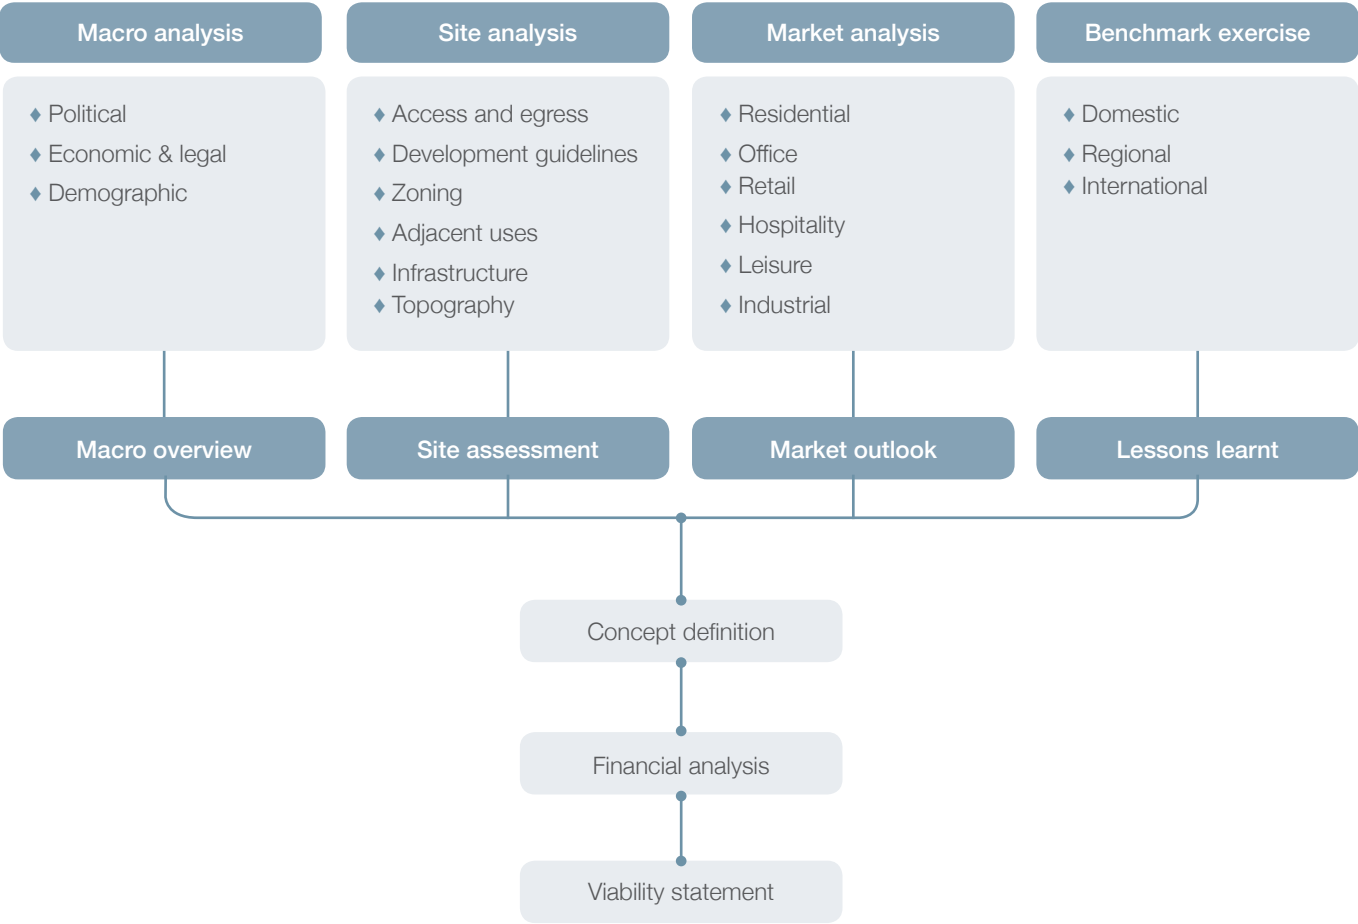 Macro analysis
♦ Political
♦ Economic & legal
♦ Demographic
Macro overview
Site analysis
♦ Access and egress
♦ Development guidelines
♦ Zoning
♦ Adjacent uses
♦ Infrastructure
♦ Topography
Site assessment
Market analysis
♦ Residential
♦ Office
♦ Retail
♦ Hospitality
♦ Leisure
♦ Industrial
Market outlook
Benchmark exercise
♦ Domestic
♦ Regional
♦ International
Lessons learnt
Concept definition
Financial analysis
Viability statement